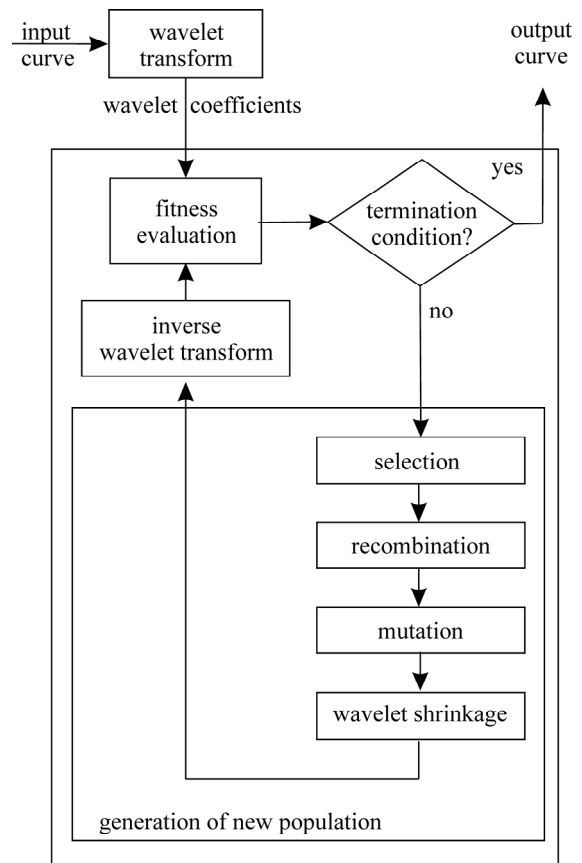 input
curve
wavelet
transform
output
curve
wavelet coefficients
yes
fitness
evaluation
termination
condition?
no
inverse
wavelet transform
selection
recombination
mutation
wavelet shrinkage
generation of new population